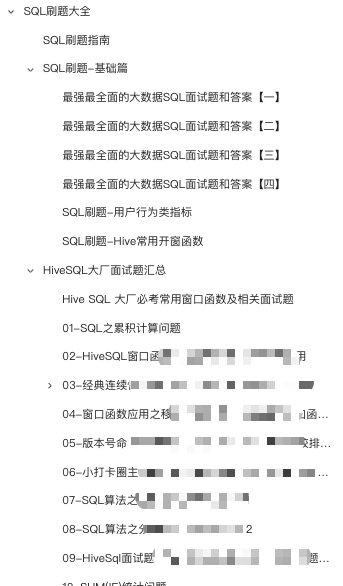 SQL刷题大全
SQL刷题指南
SQL刷题-基础篇
最强最全面的大数据SQL面试题和答案【一】
最强最全面的大数据SQL面试题和答案【二】
最强最全面的大数据SQL面试题和答案【三】
最强最全面的大数据SQL面试题和答案【四】
SQL刷题-用户行为类指标
SQL刷题-Hive常用开窗函数
HiveSQL大厂面试题汇总
Hive SQL 大厂必考常用窗口函数及相关面试题
01-SQL之累积计算问题
02-HiveSQL窗口函 用
03-经典连续
04-窗口函数应用之移 函...
05-版本号命 排...
06-小打卡圈主 ...
07-SQL算法之
08-SQL算法之 2
09-HiveSql面试题 题...
10-SUM(IF)统计问题